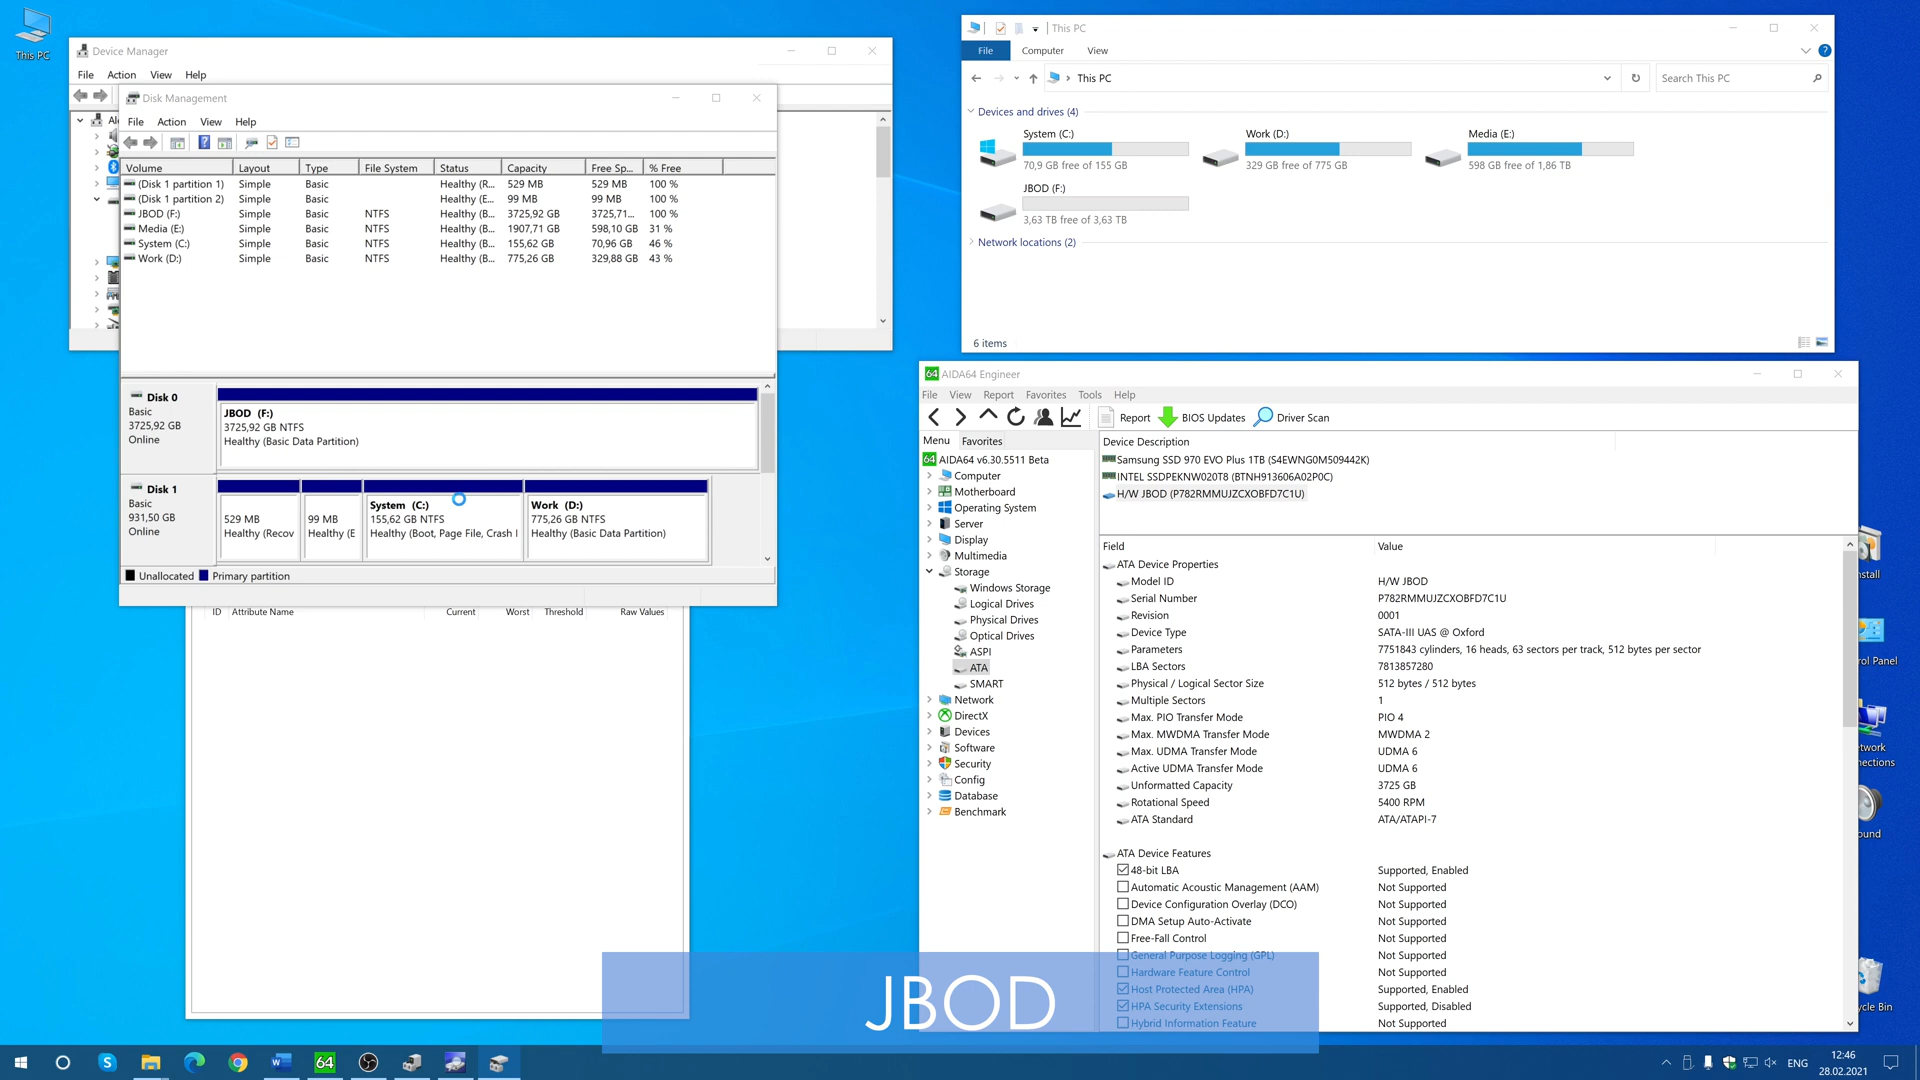 This PC
Device Manager
File Action View Help
Disk Management
File Action View Help
Volume Layout Type File System Status Capacity Free Sp... % Free
(Disk 1 partition 1) Simple Basic Healthy (R... 529 MB 529 MB 100 %
(Disk 1 partition 2) Simple Basic Healthy (E... 99 MB 99 MB 100 %
JBOD (F:) Simple Basic NTFS Healthy (B... 3725,92 GB 3725,71... 100 %
Media (E:) Simple Basic NTFS Healthy (B... 1907,71 GB 598,10 GB 31 %
System (C:) Simple Basic NTFS Healthy (B... 155,62 GB 70,96 GB 46 %
Work (D:) Simple Basic NTFS Healthy (B... 775,26 GB 329,88 GB 43 %
Disk 0
Basic
3725,92 GB
Online
JBOD (F:)
3725,92 GB NTFS
Healthy (Basic Data Partition)
Disk 1
Basic
931,50 GB
Online
529 MB
Healthy (Recov
99 MB
Healthy (E
System (C:)
155,62 GB NTFS
Healthy (Boot, Page File, Crash
Work (D:)
775,26 GB NTFS
Healthy (Basic Data Partition)
Unallocated Primary partition
ID Attribute Name Current Worst Threshold Raw Values
This PC
File Computer View
This PC
Search This PC
Devices and drives (4)
System (C:)
70,9 GB free of 155 GB
Work (D:)
329 GB free of 775 GB
Media (E:)
598 GB free of 1,86 TB
JBOD (F:)
3,63 TB free of 3,63 TB
Network locations (2)
6 items
64 AIDA64 Engineer
File View Report Favorites Tools Help
Report BIOS Updates Driver Scan
Menu Favorites
64 AIDA64 v6.30.5511 Beta
Computer
Motherboard
Operating System
Server
Display
Multimedia
Storage
Windows Storage
Logical Drives
Physical Drives
Optical Drives
ASPI
ATA
SMART
Network
DirectX
Devices
Software
Security
Config
Database
Benchmark
Device Description
Samsung SSD 970 EVO Plus 1TB (S4EWNG0M509442K)
INTEL SSDPEKNW020T8 (BTNH913606A02P0C)
H/W JBOD (P782RMMUJZCXOBFD7C1U)
Field Value
ATA Device Properties
Model ID H/W JBOD
Serial Number P782RMMUJZCXOBFD7C1U
Revision 0001
Device Type SATA-III UAS @ Oxford
Parameters 7751843 cylinders, 16 heads, 63 sectors per track, 512 bytes per sector
LBA Sectors 7813857280
Physical / Logical Sector Size 512 bytes / 512 bytes
Multiple Sectors 1
Max. PIO Transfer Mode PIO 4
Max. MWDMA Transfer Mode MWDMA 2
Max. UDMA Transfer Mode UDMA 6
Active UDMA Transfer Mode UDMA 6
Unformatted Capacity 3725 GB
Rotational Speed 5400 RPM
ATA Standard ATA/ATAPI-7
ATA Device Features
48-bit LBA Supported, Enabled
Automatic Acoustic Management (AAM) Not Supported
Device Configuration Overlay (DCO) Not Supported
DMA Setup Auto-Activate Not Supported
Free-Fall Control Not Supported
General Purpose Logging (GPL) Not Supported
Hardware Feature Control Not Supported
Host Protected Area (HPA) Supported, Enabled
HPA Security Extensions Supported, Disabled
Hybrid Information Feature Not Supported
JBOD
stall
rol Panel
twork
nections
ound
ycle Bin
64
ENG
12:46
28.02.2021